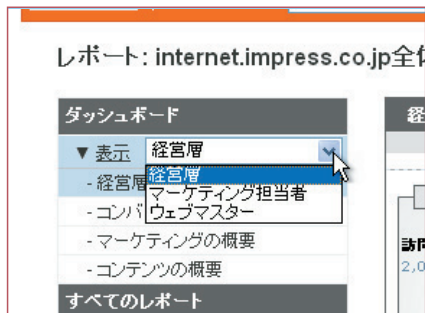 レポート: internet.impress.co.jp全体
ダッシュボード
▼ 表示 経営層
経営層
マーケティング担当者
ウェブマスター
- 経営層
- コンバ
- マーケティングの概要
- コンテンツの概要
すべてのレポート
経
訪問
2,0